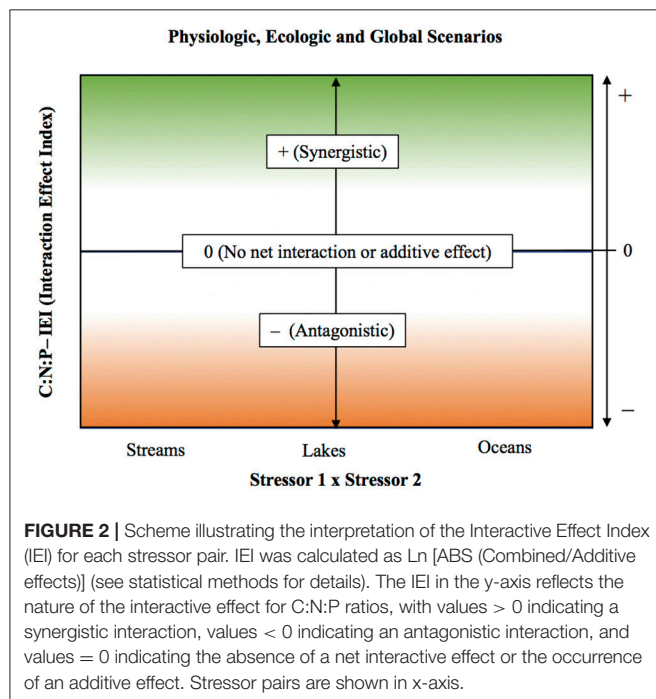 Physiologic, Ecologic and Global Scenarios
C:N:P–IEI (Interaction Effect Index)
+ (Synergistic)
0 (No net interaction or additive effect)
– (Antagonistic)
+
0
–
Streams Lakes Oceans
Stressor 1 x Stressor 2
FIGURE 2 | Scheme illustrating the interpretation of the Interactive Effect Index
(IEI) for each stressor pair. IEI was calculated as Ln [ABS (Combined/Additive
effects)] (see statistical methods for details). The IEI in the y-axis reflects the
nature of the interactive effect for C:N:P ratios, with values > 0 indicating a
synergistic interaction, values < 0 indicating an antagonistic interaction, and
values = 0 indicating the absence of a net interactive effect or the occurrence
of an additive effect. Stressor pairs are shown in x-axis.